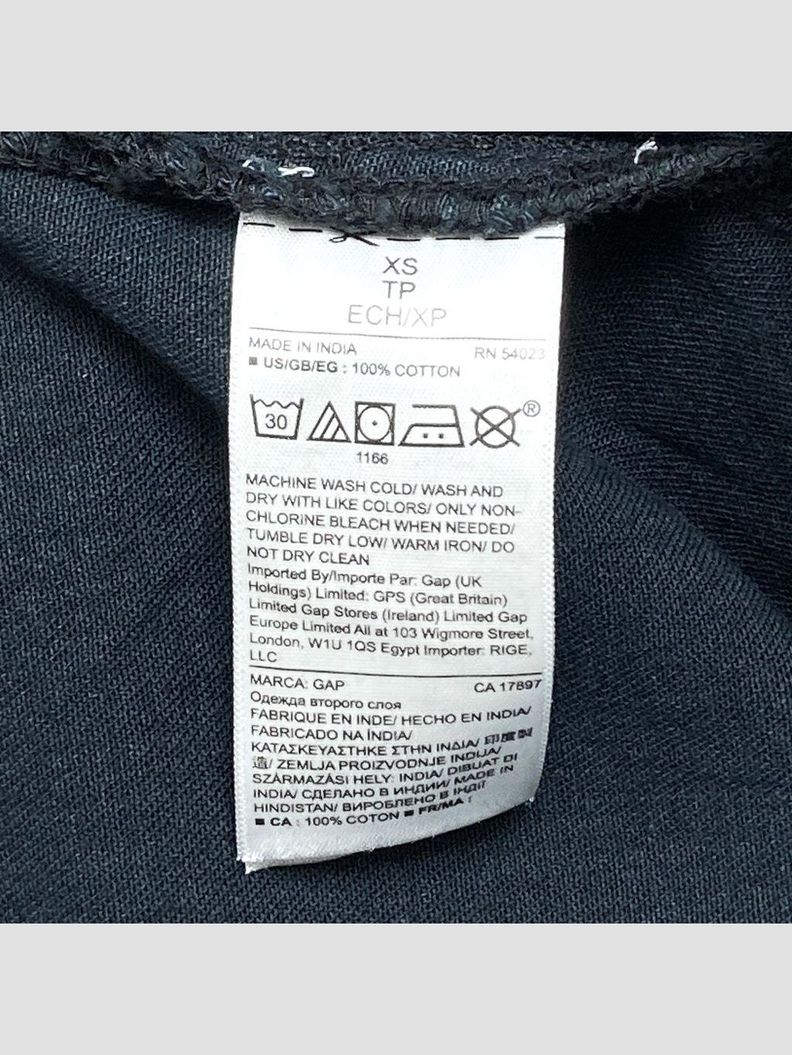 XS
TP
ECH/XP
MADE IN INDIA RN 54023
■ US/GB/EG : 100% COTTON
30 ®
1166
MACHINE WASH COLD/ WASH AND
DRY WITH LIKE COLORS/ ONLY NON-
CHLORINE BLEACH WHEN NEEDED/
TUMBLE DRY LOW/ WARM IRON/ DO
NOT DRY CLEAN
Imported By/Importe Par: Gap (UK
Holdings) Limited: GPS (Great Britain)
Limited Gap Stores (Ireland) Limited Gap
Europe Limited All at 103 Wigmore Street,
London, W1U 1QS Egypt Importer: RIGE,
LLC
MARCA: GAP CA 17897
Одежда второго слоя
FABRIQUE EN INDE/ HECHO EN INDIA/
FABRICADO NA ÍNDIA/
ΚΑΤΑΣΚΕΥΑΣΤΗΚΕ ΣΤΗΝ ΙΝΔΙΑ/ 印度製
造/ ZEMLJA PROIZVODNJE INDIJA/
SZÁRMAZÁSI HELY: INDIA/ DIBUAT DI
INDIA/ СДЕЛАНО В ИНДИИ/ MADE IN
HINDISTAN/ ВИРОБЛЕНО В ІНДІЇ
■ CA : 100% COTON ■ FR/MA :